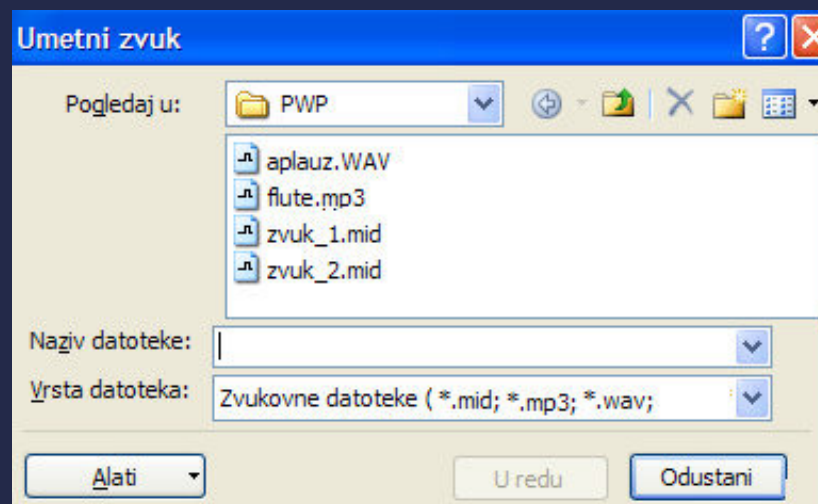 Umetni zvuk
Pogledaj u: PWP
aplauz.WAV
flute.mp3
zvuk_1.mid
zvuk_2.mid
Naziv datoteke:
Vrsta datoteka: Zvukovne datoteke ( *.mid; *.mp3; *.wav;
Alati U redu Odustani